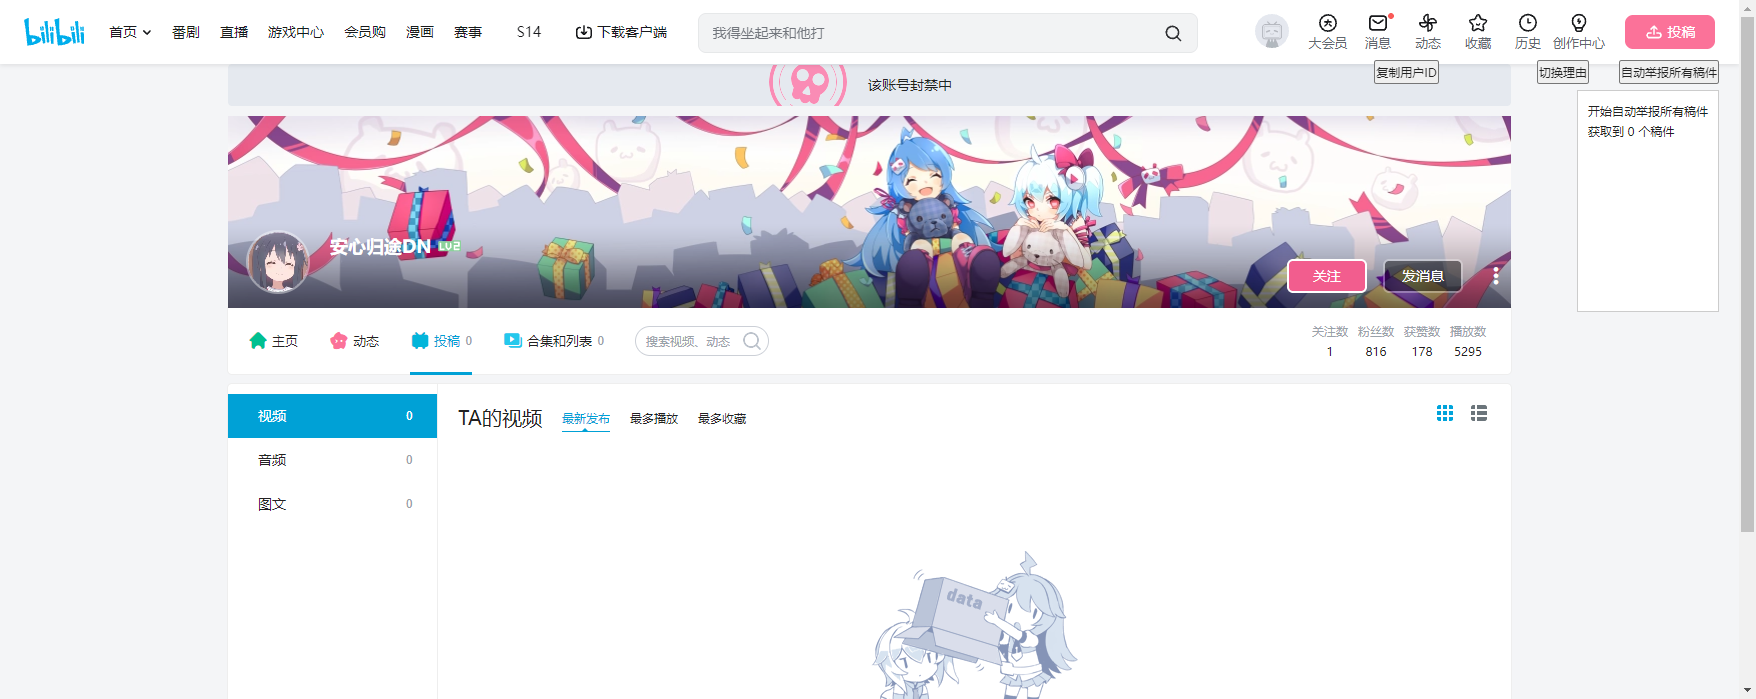 bilibili
首页
番剧
直播
游戏中心
会员购
漫画
赛事
S14
下载客户端
我得坐起来和他打
大会员
消息
动态
收藏
历史
创作中心
投稿
复制用户ID
切换理由
自动举报所有稿件
该账号封禁中
开始自动举报所有稿件
获取到 0 个稿件
安心归途DN LV2
关注
发消息
主页
动态
投稿 0
合集和列表 0
搜索视频、动态
关注数 粉丝数 获赞数 播放数
1 816 178 5295
视频 0
音频 0
图文 0
TA的视频
最新发布
最多播放
最多收藏
data